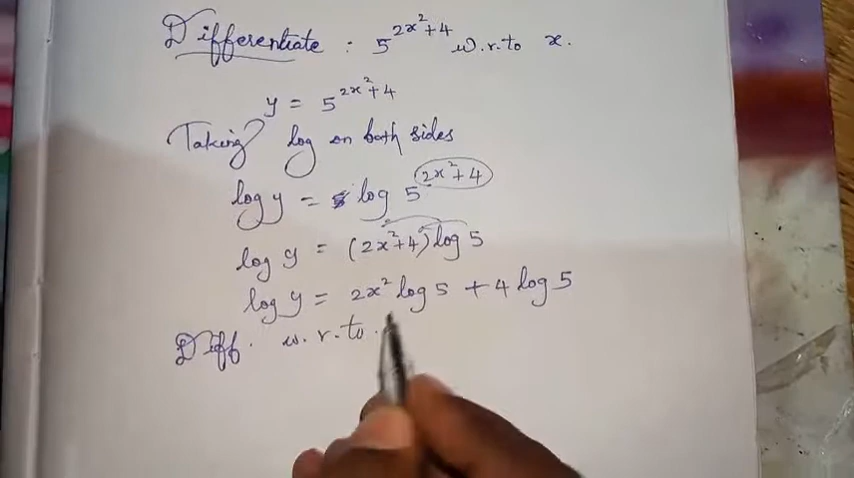 Differentiate : 5^{2x²+4} w.r.to x.
y = 5^{2x²+4}
Taking log on both sides
log y = log 5^{2x²+4}
log y = (2x²+4) log 5
log y = 2x² log 5 + 4 log 5
Diff. w.r.to